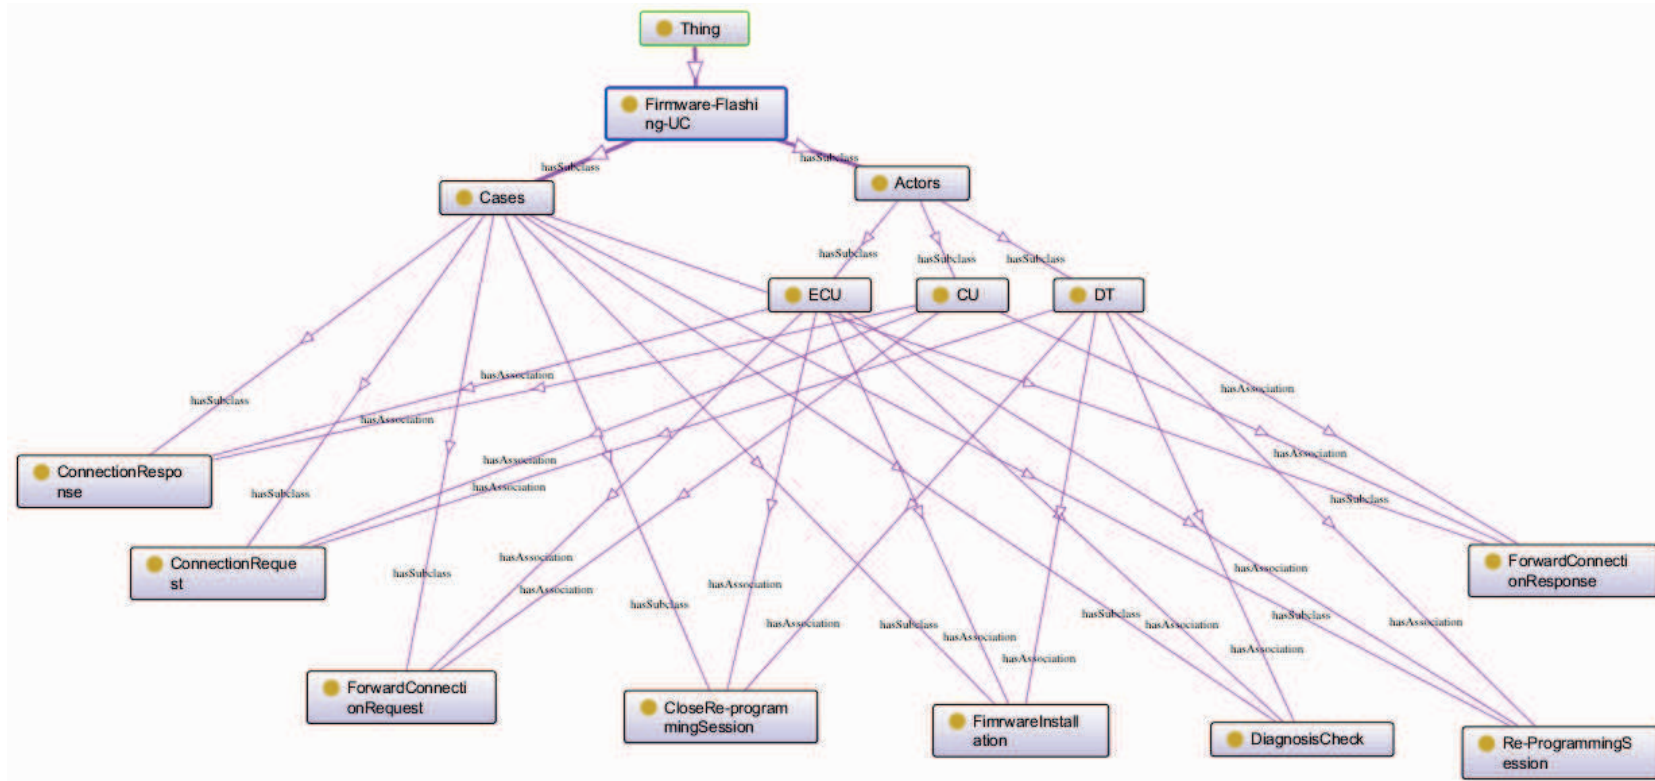 Thing
Firmware-Flashi
ng-UC
hasSubclass
hasSubclass
Cases
Actors
hasSubclass
hasSubclass
hasSubclass
ECU
CU
DT
hasAssociation
hasAssociation
hasSubclass
hasAssociation
hasAssociation
hasAssociation
hasAssociation
ConnectionRespo
nse
hasSubclass
hasAssociation
hasSubclass
ConnectionReque
st
hasAssociation
ForwardConnecti
onResponse
hasSubclass
hasAssociation
hasAssociation
hasAssociation
hasSubclass
hasAssociation
hasSubclass
hasAssociation
hasSubclass
hasSubclass
hasAssociation
hasAssociation
hasAssociation
hasAssociation
ForwardConnecti
onRequest
CloseRe-program
mingSession
FimrwareInstall
ation
DiagnosisCheck
Re-ProgrammingS
ession